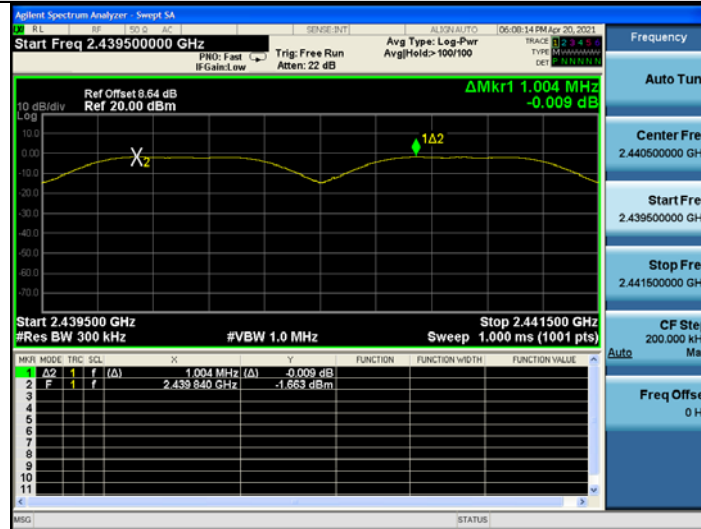 Agilent Spectrum Analyzer - Swept SA
RL RF 50 Ω AC SENSE:INT ALIGNAUTO 06:08:14 PM Apr 20, 2021
Start Freq 2.439500000 GHz
PNO: Fast
IFGain:Low
Trig: Free Run
Atten: 22 dB
Avg Type: Log-Pwr
Avg|Hold:>100/100
TRACE 1 2 3 4 5 6
TYPE MWWWWW
DET P N N N N N
Ref Offset 8.64 dB
10 dB/div Ref 20.00 dBm
Log
ΔMkr1 1.004 MHz
-0.009 dB
10.0
0.00
-10.0
-20.0
-30.0
-40.0
-50.0
-60.0
-70.0
X2
1Δ2
Start 2.439500 GHz Stop 2.441500 GHz
#Res BW 300 kHz #VBW 1.0 MHz Sweep 1.000 ms (1001 pts)
MKR MODE TRC SCL X Y FUNCTION FUNCTION WIDTH FUNCTION VALUE
1 Δ2 1 f (Δ) 1.004 MHz (Δ) -0.009 dB
2 F 1 f 2.439 840 GHz -1.663 dBm
3
4
5
6
7
8
9
10
11
MSG STATUS
Frequency
Auto Tun
Center Fre
2.440500000 GH
Start Fre
2.439500000 GH
Stop Fre
2.441500000 GH
CF Ste
200.000 kH
Auto Ma
Freq Offse
0 H